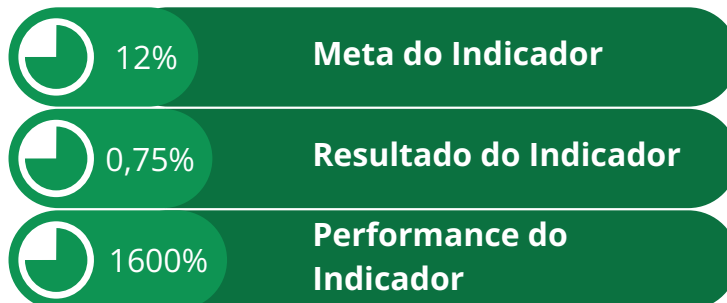 12%
Meta do Indicador
0,75%
Resultado do Indicador
1600%
Performance do
Indicador